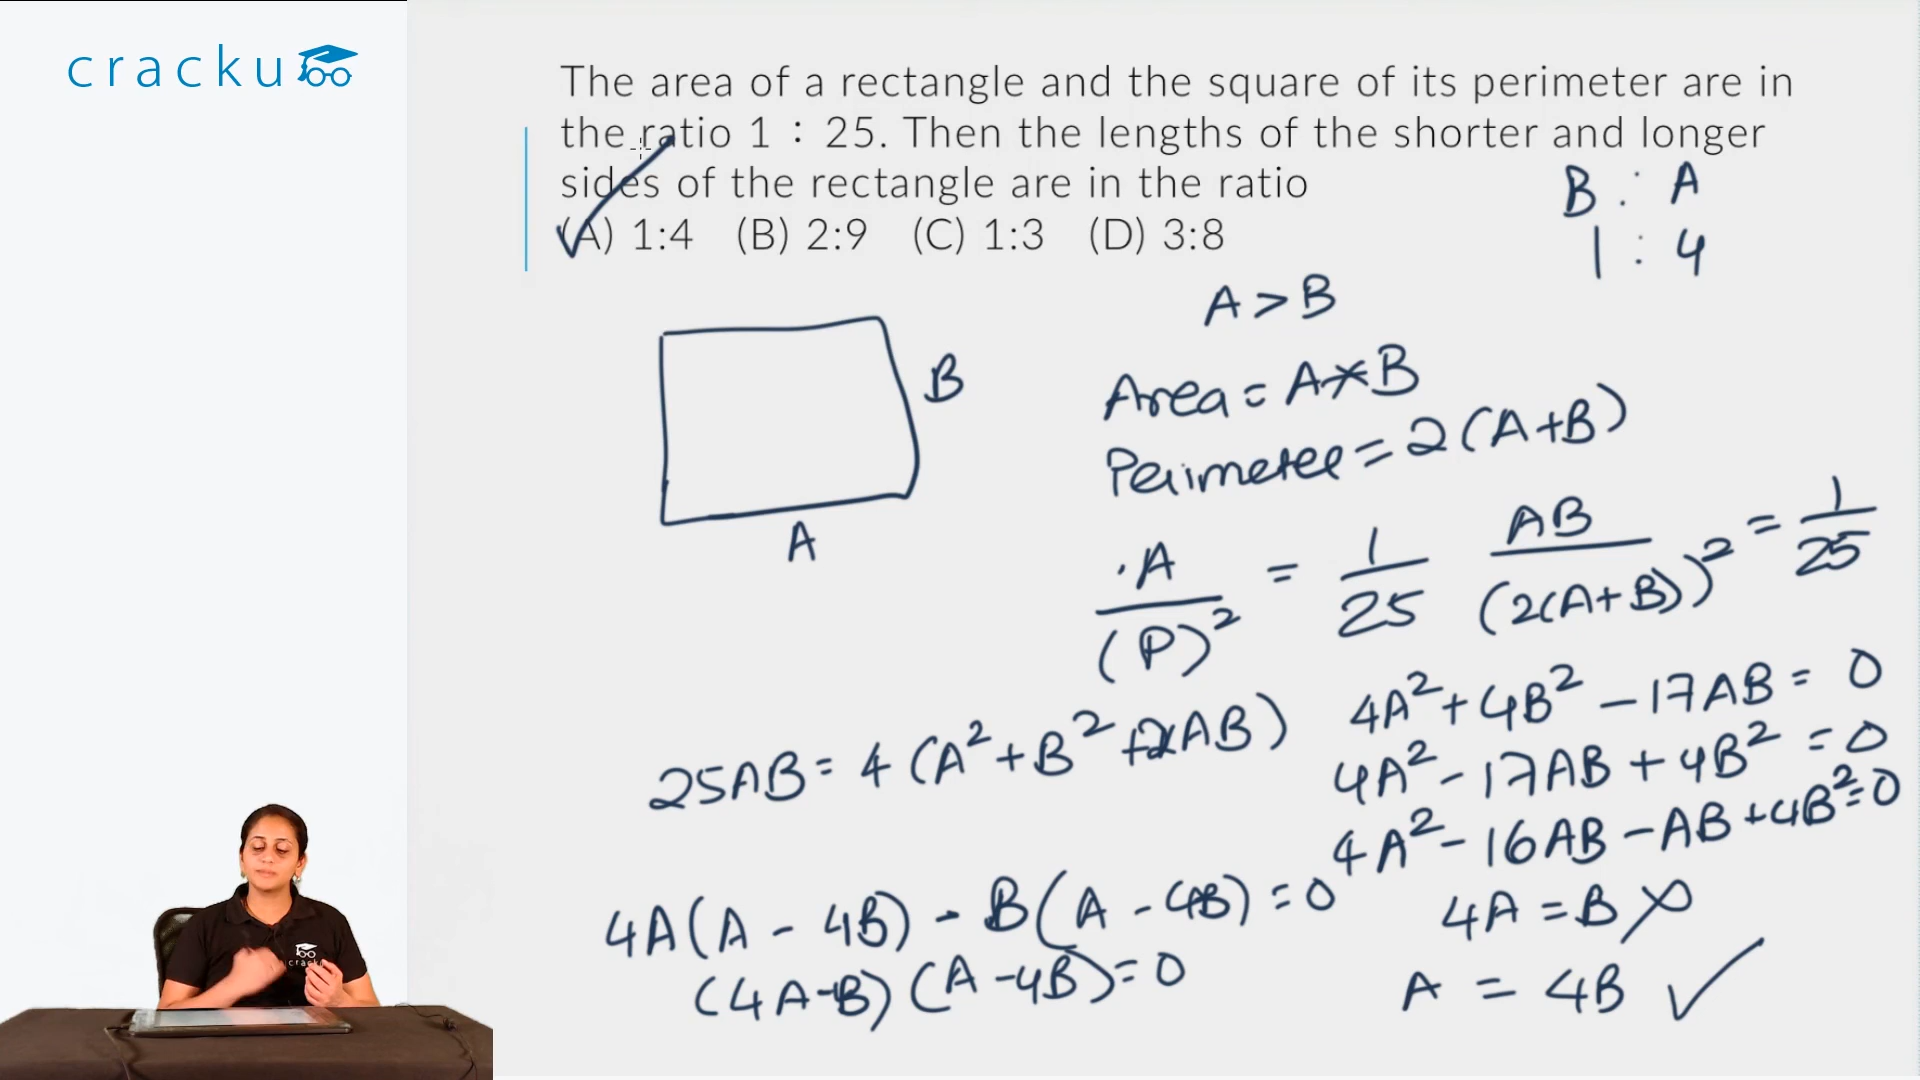 cracku
The area of a rectangle and the square of its perimeter are in
the ratio 1 : 25. Then the lengths of the shorter and longer
sides of the rectangle are in the ratio
(A) 1:4 (B) 2:9 (C) 1:3 (D) 3:8
B : A
1 : 4
A > B
B
A
Area = A*B
Perimeter = 2(A+B)
A/(P)² = 1/25
AB/(2(A+B))² = 1/25
25AB = 4(A² + B² + 2AB)
4A² + 4B² - 17AB = 0
4A² - 17AB + 4B² = 0
4A² - 16AB - AB + 4B² = 0
4A(A - 4B) - B(A - 4B) = 0
(4A-B)(A-4B) = 0
4A = B
A = 4B